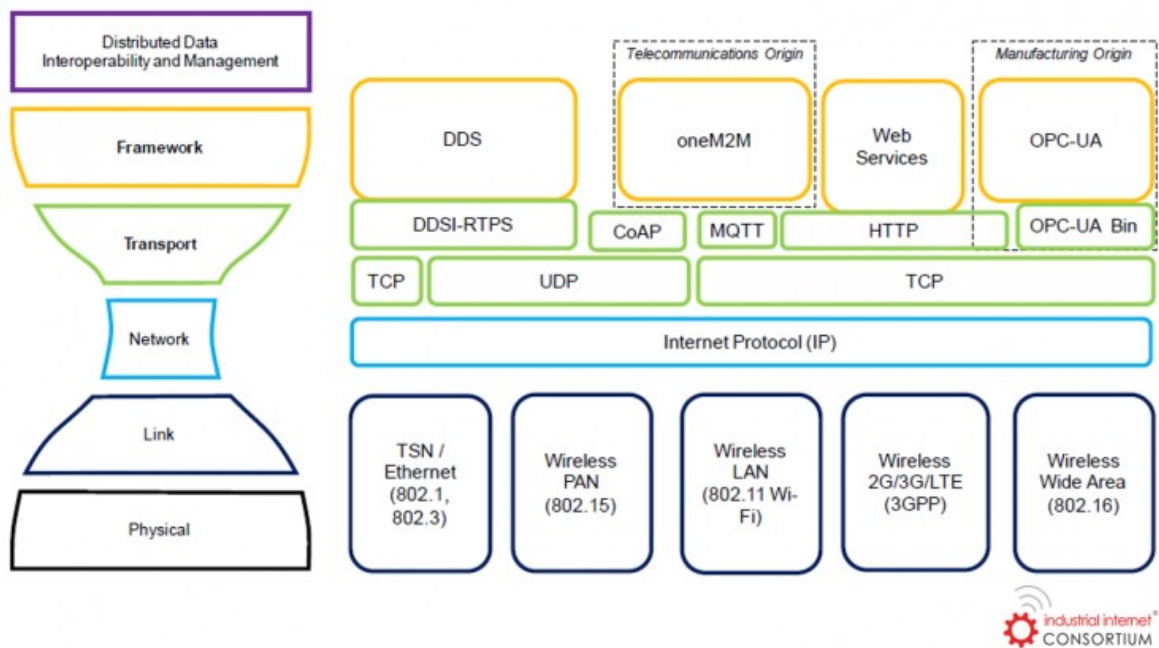 Distributed Data
Interoperability and Management
Framework
Transport
Network
Link
Physical
Telecommunications Origin
Manufacturing Origin
DDS
oneM2M
Web
Services
OPC-UA
DDSI-RTPS
CoAP
MQTT
HTTP
OPC-UA Bin
TCP
UDP
TCP
Internet Protocol (IP)
TSN /
Ethernet
(802.1,
802.3)
Wireless
PAN
(802.15)
Wireless
LAN
(802.11 Wi-
Fi)
Wireless
2G/3G/LTE
(3GPP)
Wireless
Wide Area
(802.16)
industrial internet
CONSORTIUM